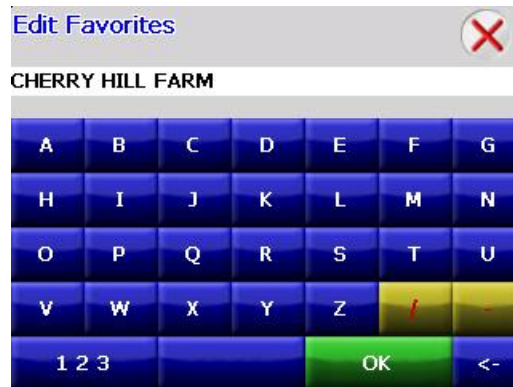 Edit Favorites
CHERRY HILL FARM
A B C D E F G
H I J K L M N
O P Q R S T U
V W X Y Z / -
1 2 3 OK <-